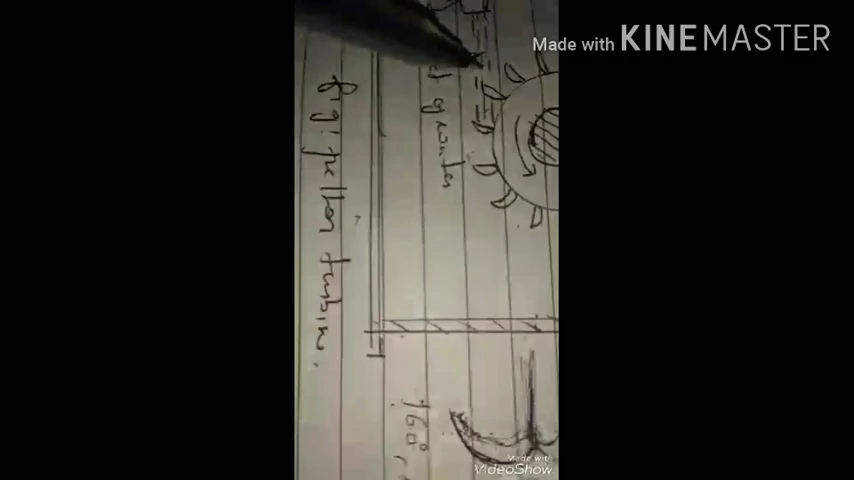 Made with KINEMASTER
of water
fig: pelton turbine.
160°
Made with
VideoShow